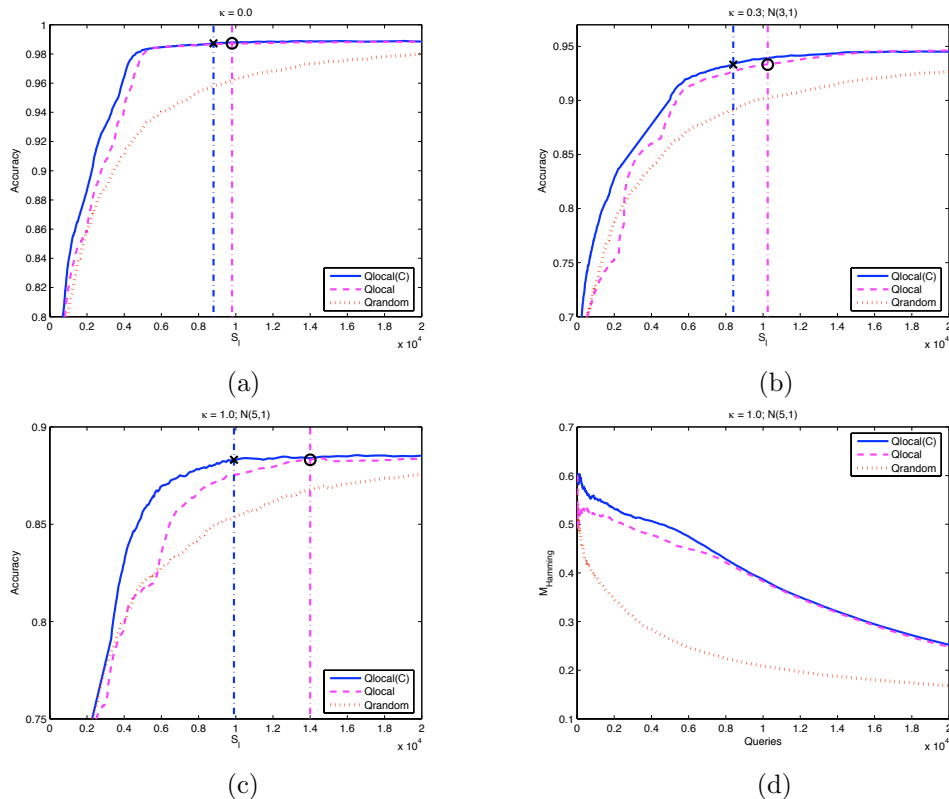 κ = 0.0
1
0.98
0.96
0.94
0.92
0.9
0.88
0.86
0.84
0.82
0.8
Accuracy
Qlocal(C)
Qlocal
Qrandom
0 0.2 0.4 0.6 0.8 1 1.2 1.4 1.6 1.8 2
S_l
x 10^4
(a)
κ = 0.3; N(3,1)
0.95
0.9
0.85
0.8
0.75
0.7
Accuracy
Qlocal(C)
Qlocal
Qrandom
0 0.2 0.4 0.6 0.8 1 1.2 1.4 1.6 1.8 2
S_l
x 10^4
(b)
κ = 1.0; N(5,1)
0.9
0.85
0.8
0.75
Accuracy
Qlocal(C)
Qlocal
Qrandom
0 0.2 0.4 0.6 0.8 1 1.2 1.4 1.6 1.8 2
S_l
x 10^4
(c)
κ = 1.0; N(5,1)
0.7
0.6
0.5
0.4
0.3
0.2
0.1
M_Hamming
Qlocal(C)
Qlocal
Qrandom
0 0.2 0.4 0.6 0.8 1 1.2 1.4 1.6 1.8 2
Queries
x 10^4
(d)